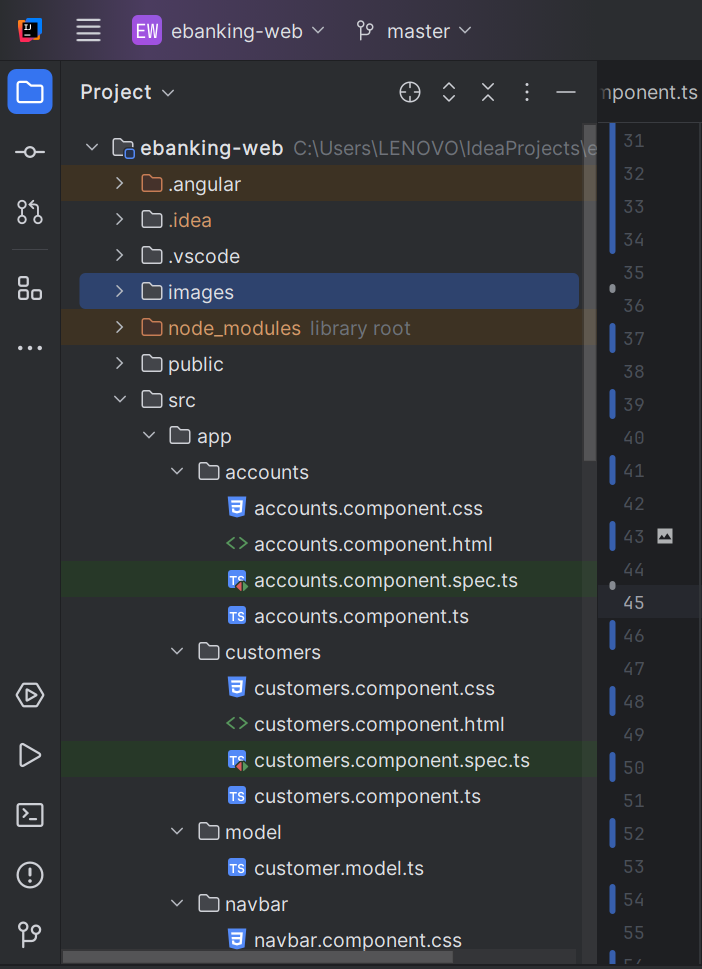 EW ebanking-web master
Project
mponent.ts
ebanking-web C:\Users\LENOVO\IdeaProjects\e
.angular
.idea
.vscode
images
node_modules library root
public
src
app
accounts
accounts.component.css
accounts.component.html
accounts.component.spec.ts
TS accounts.component.ts
customers
customers.component.css
customers.component.html
customers.component.spec.ts
TS customers.component.ts
model
TS customer.model.ts
navbar
navbar.component.css
31
32
33
34
35
36
37
38
39
40
41
42
43
44
45
46
47
48
49
50
51
52
53
54
55